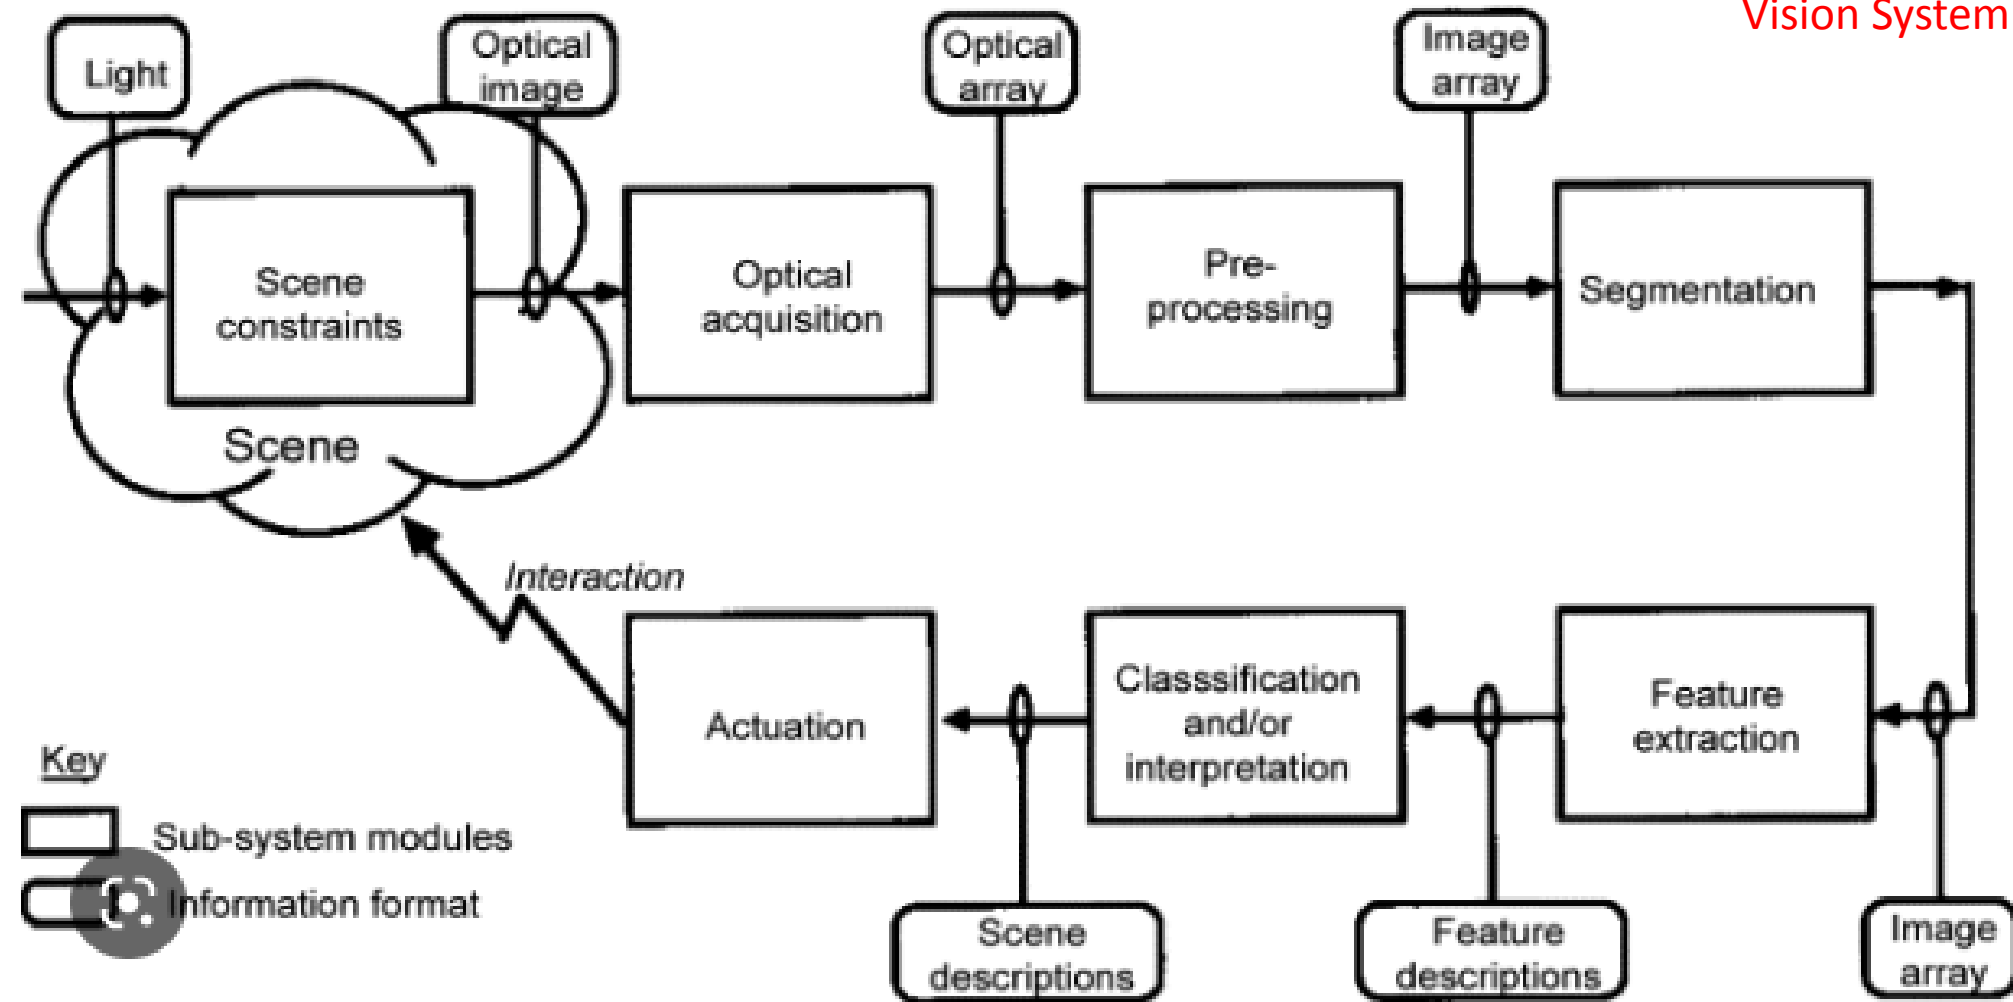 Vision System
Light
Optical
image
Optical
array
Image
array
Scene
constraints
Optical
acquisition
Pre-
processing
Segmentation
Scene
Interaction
Actuation
Classsification
and/or
interpretation
Feature
extraction
Key
Sub-system modules
Information format
Scene
descriptions
Feature
descriptions
Image
array